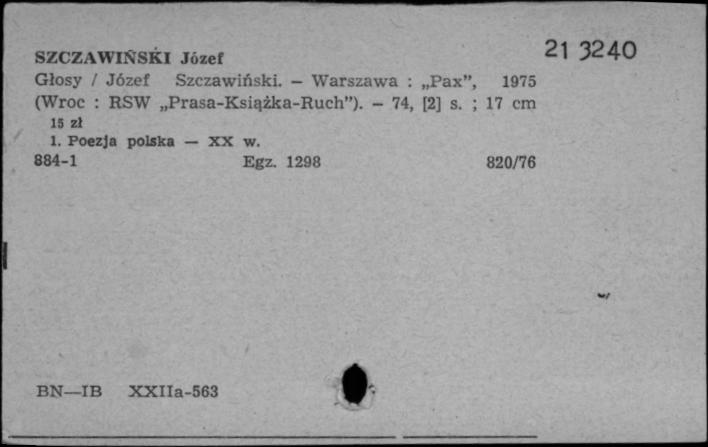 21 3240
SZCZAWIŃSKI Józef
Głosy / Józef Szczawiński. – Warszawa : „Pax”, 1975
(Wroc : RSW „Prasa-Książka-Ruch”). – 74, [2] s. ; 17 cm
15 zł
1. Poezja polska — XX w.
884-1 Egz. 1298 820/76
BN—IB XXIIa-563